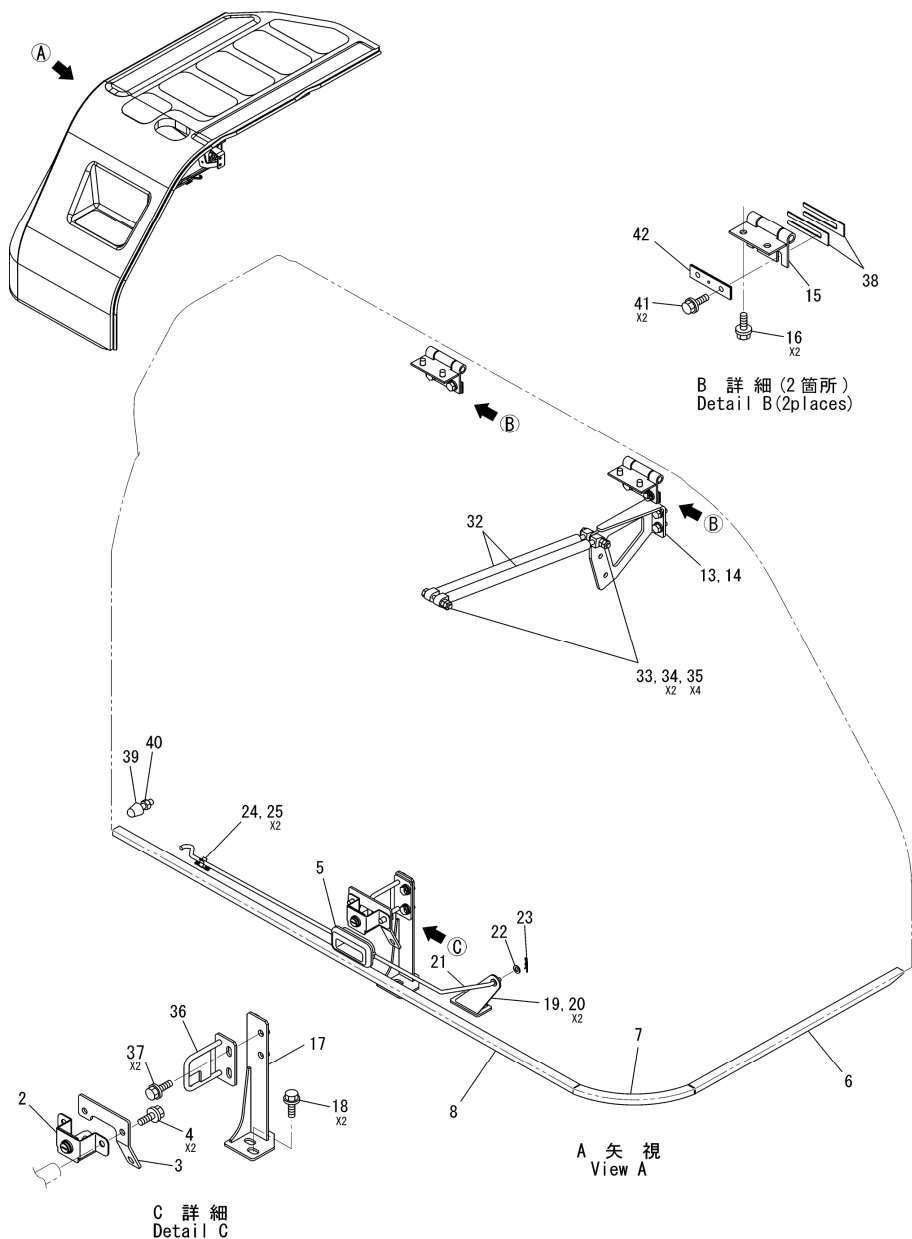 A
42
41
X2
16
X2
15
38
B 詳 細 (2 箇所)
Detail B (2places)
B
B
32
13, 14
33, 34, 35
X2 X4
39
40
24, 25
X2
5
C
23
22
21
19, 20
X2
7
6
8
36
17
37
X2
18
X2
2
4
X2
3
A 矢 視
View A
C 詳 細
Detail C